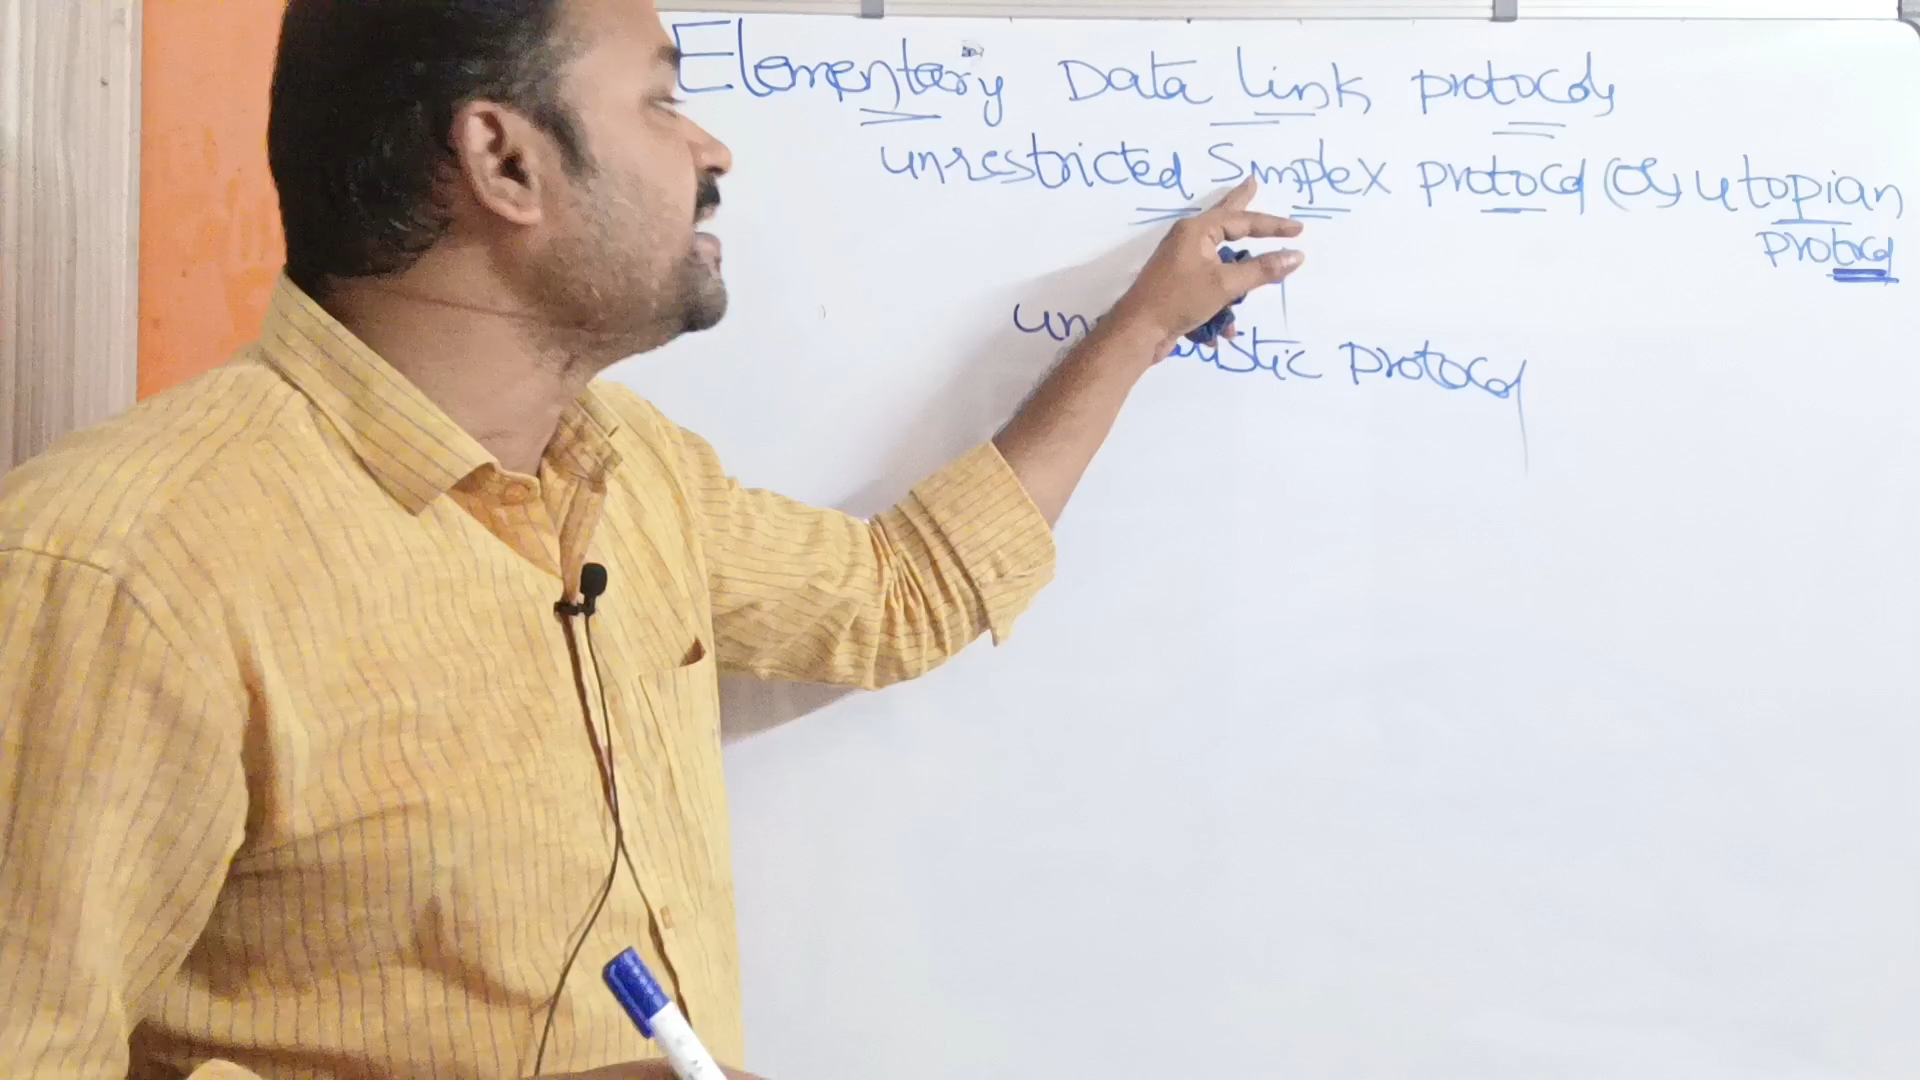 Elementary Data Link protocols
unrestricted Simplex protocol (or) utopian
protocol
protocol